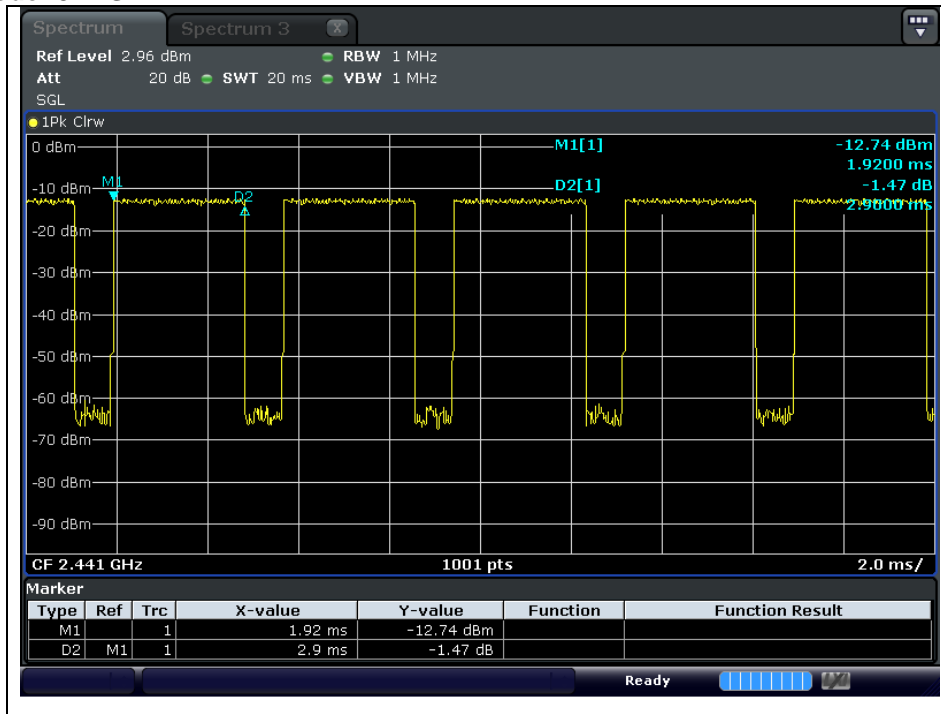 Spectrum Spectrum 3 X
Ref Level 2.96 dBm RBW 1 MHz
Att 20 dB SWT 20 ms VBW 1 MHz
SGL
1Pk Clrw
0 dBm M1[1] -12.74 dBm
1.9200 ms
-10 dBm M1 D2[1] -1.47 dB
D2 2.9000 ms
-20 dBm
-30 dBm
-40 dBm
-50 dBm
-60 dBm
-70 dBm
-80 dBm
-90 dBm
CF 2.441 GHz 1001 pts 2.0 ms/
Marker
Type Ref Trc X-value Y-value Function Function Result
M1 1 1.92 ms -12.74 dBm
D2 M1 1 2.9 ms -1.47 dB
Ready